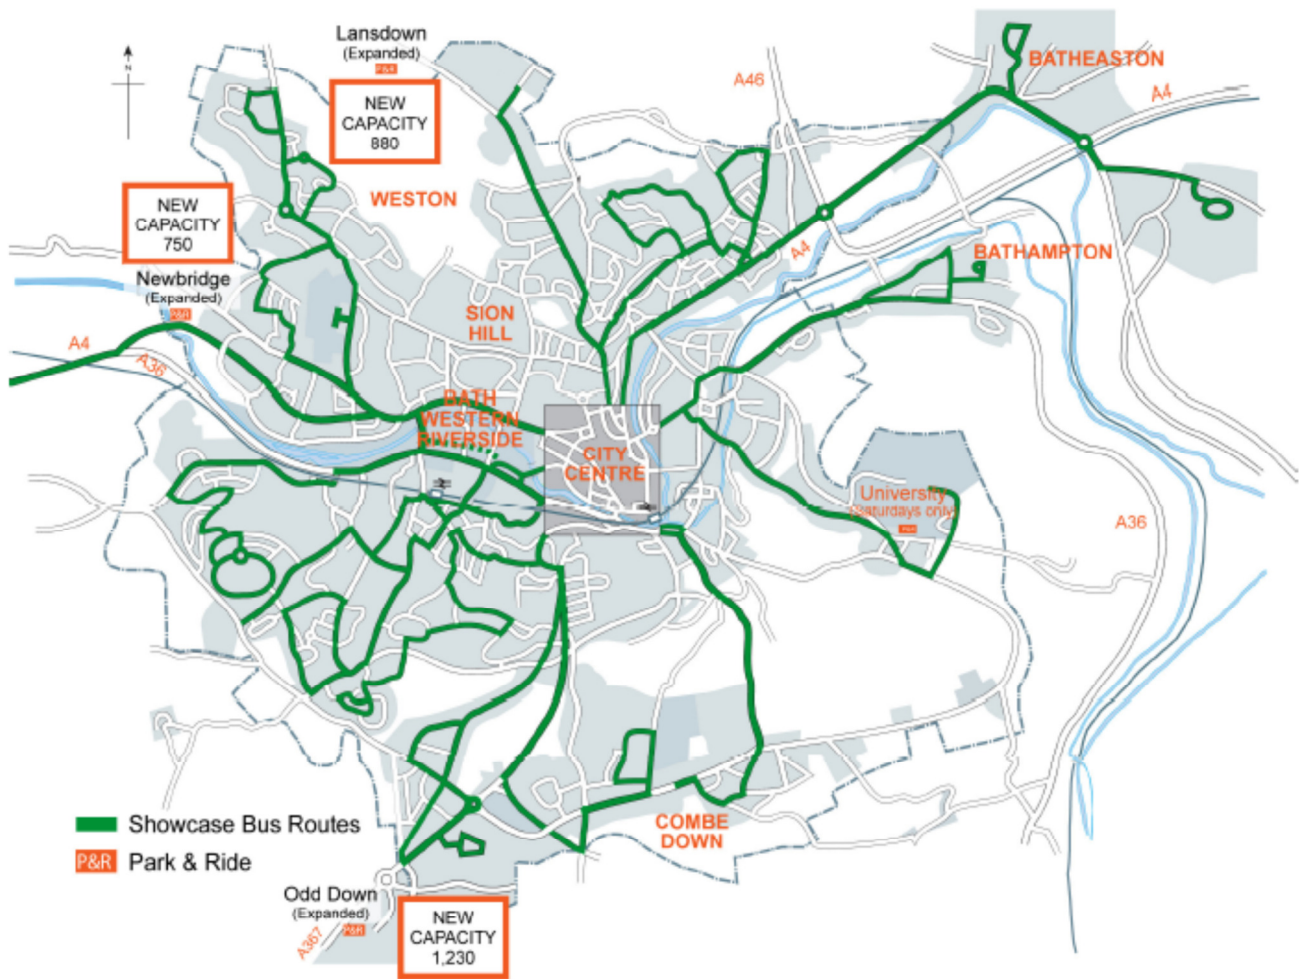 Lansdown
(Expanded)
P&R
NEW
CAPACITY
880
A46
BATHEASTON
A4
N
WESTON
NEW
CAPACITY
750
Newbridge
(Expanded)
P&R
A4
BATHAMPTON
SION
HILL
A4
A36
BATH
WESTERN
RIVERSIDE
CITY
CENTRE
University
(Saturdays only)
P&R
A36
COMBE
DOWN
Showcase Bus Routes
P&R Park & Ride
Odd Down
(Expanded)
P&R
A367
NEW
CAPACITY
1,230